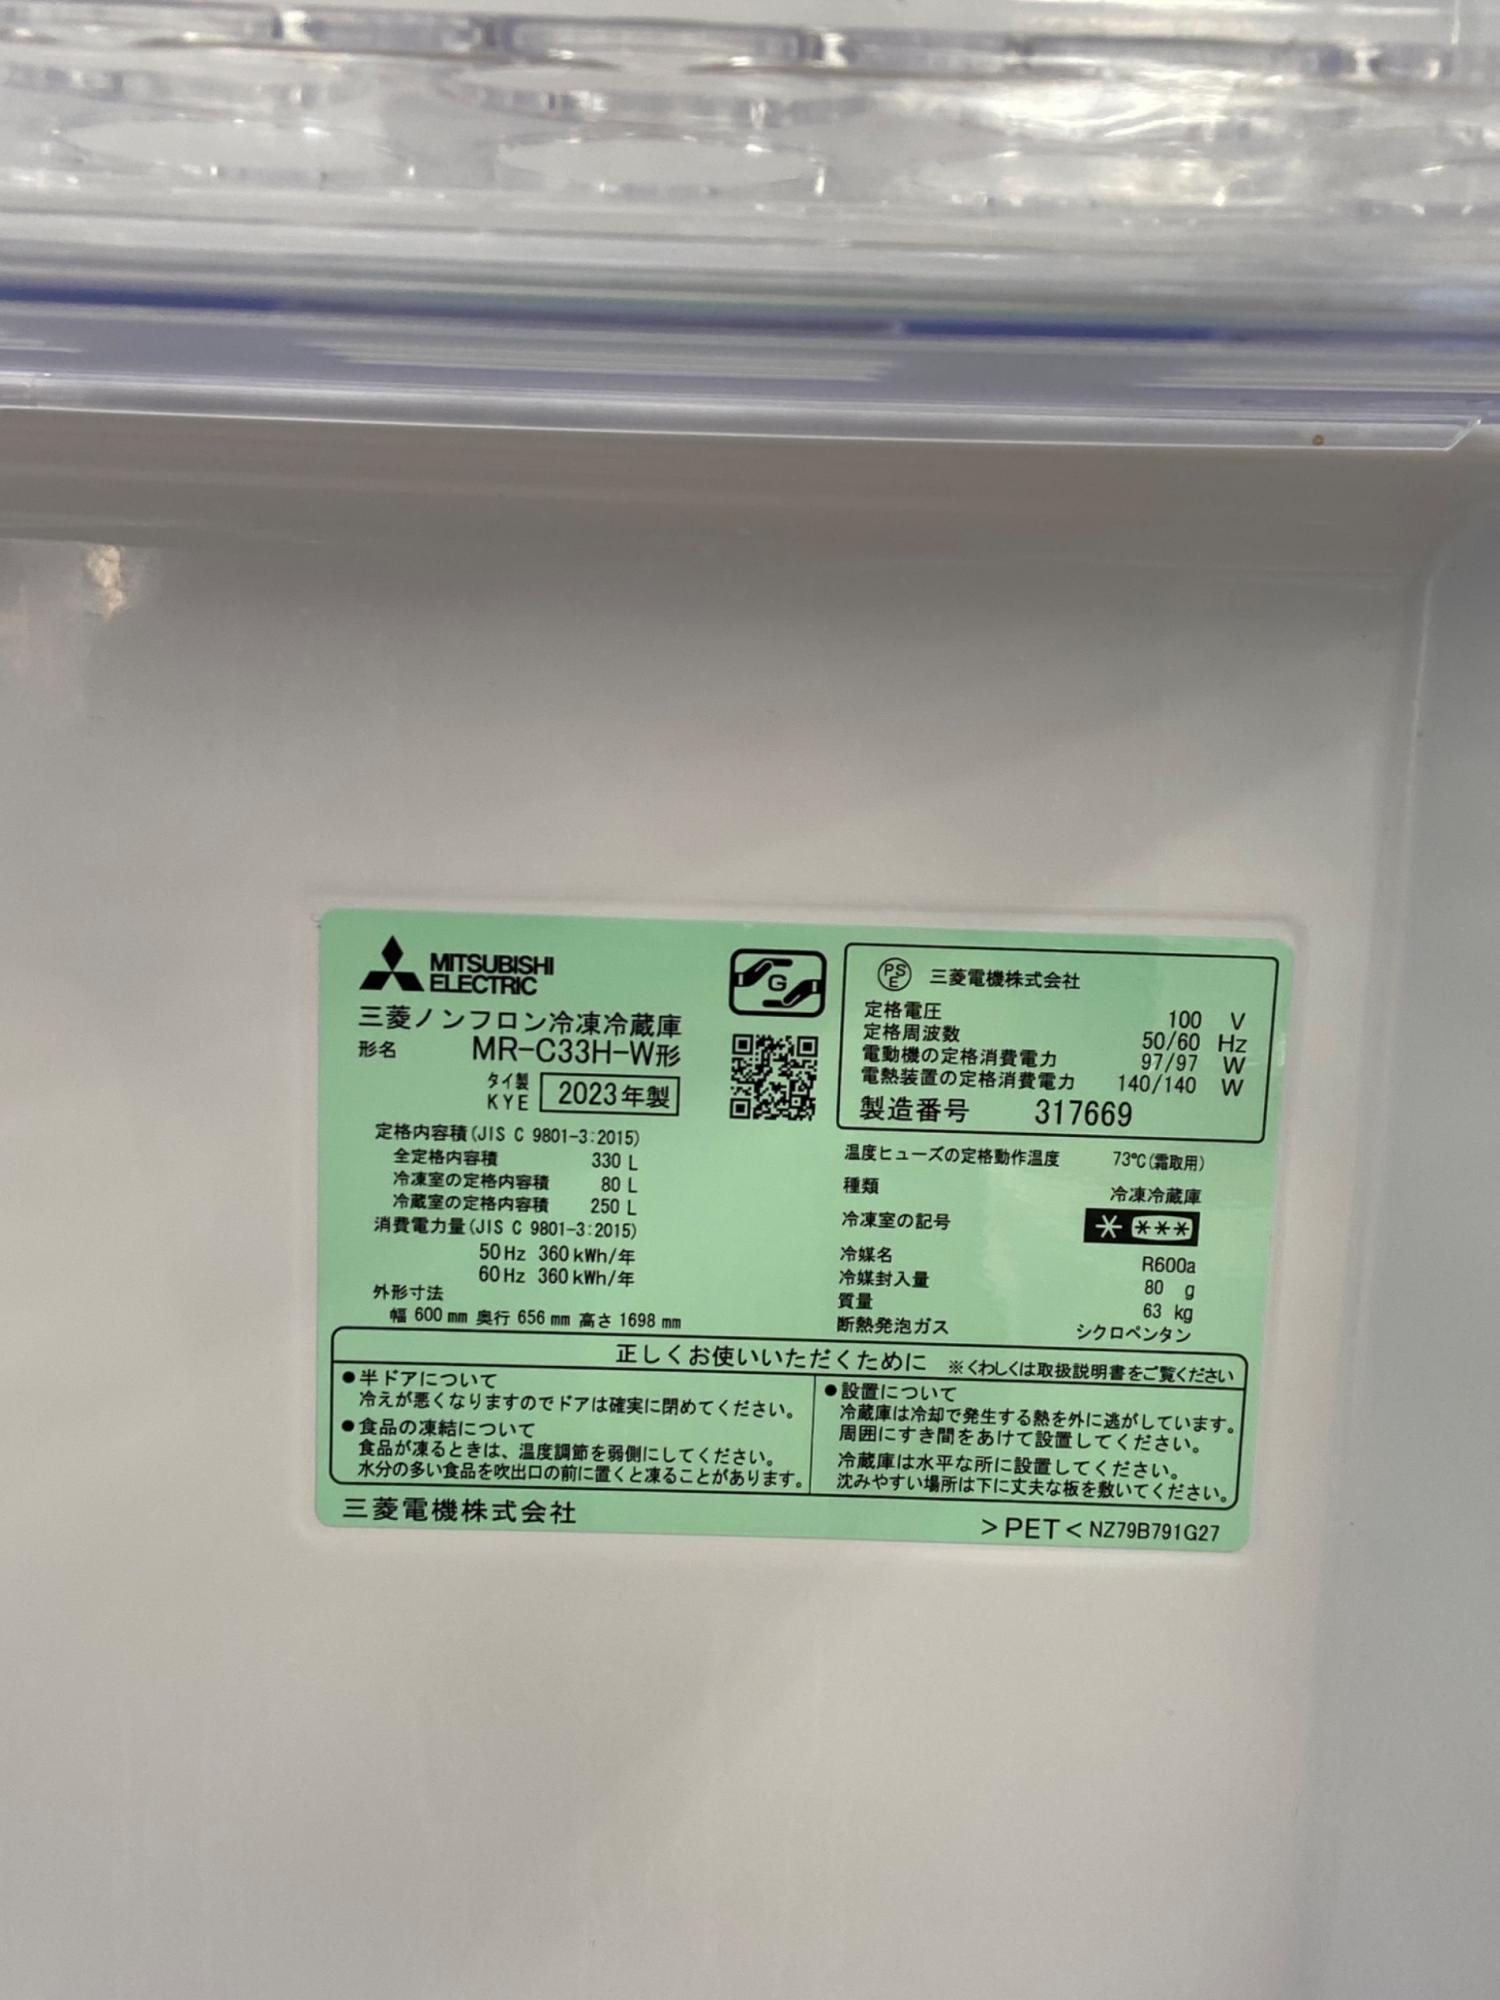 MITSUBISHI
ELECTRIC
三菱ノンフロン冷凍冷蔵庫
形名 MR-C33H-W形
タイ製
KYE 2023年製
定格内容積(JIS C 9801-3:2015)
全定格内容積 330 L
冷凍室の定格内容積 80 L
冷蔵室の定格内容積 250 L
消費電力量(JIS C 9801-3:2015)
50Hz 360kWh/年
60Hz 360kWh/年
外形寸法
幅 600 mm 奥行 656 mm 高さ 1698 mm
G
PS
E 三菱電機株式会社
定格電圧 100 V
定格周波数 50/60 Hz
電動機の定格消費電力 97/97 W
電熱装置の定格消費電力 140/140 W
製造番号 317669
温度ヒューズの定格動作温度 73℃(霜取用)
種類 冷凍冷蔵庫
冷凍室の記号 * ***
冷媒名 R600a
冷媒封入量 80 g
質量 63 kg
断熱発泡ガス シクロペンタン
正しくお使いいただくために ※くわしくは取扱説明書をご覧ください
●半ドアについて
冷えが悪くなりますのでドアは確実に閉めてください。
●食品の凍結について
食品が凍るときは、温度調節を弱側にしてください。
水分の多い食品を吹出口の前に置くと凍ることがあります。
●設置について
冷蔵庫は冷却で発生する熱を外に逃がしています。
周囲にすき間をあけて設置してください。
冷蔵庫は水平な所に設置してください。
沈みやすい場所は下に丈夫な板を敷いてください。
三菱電機株式会社
>PET< NZ79B791G27